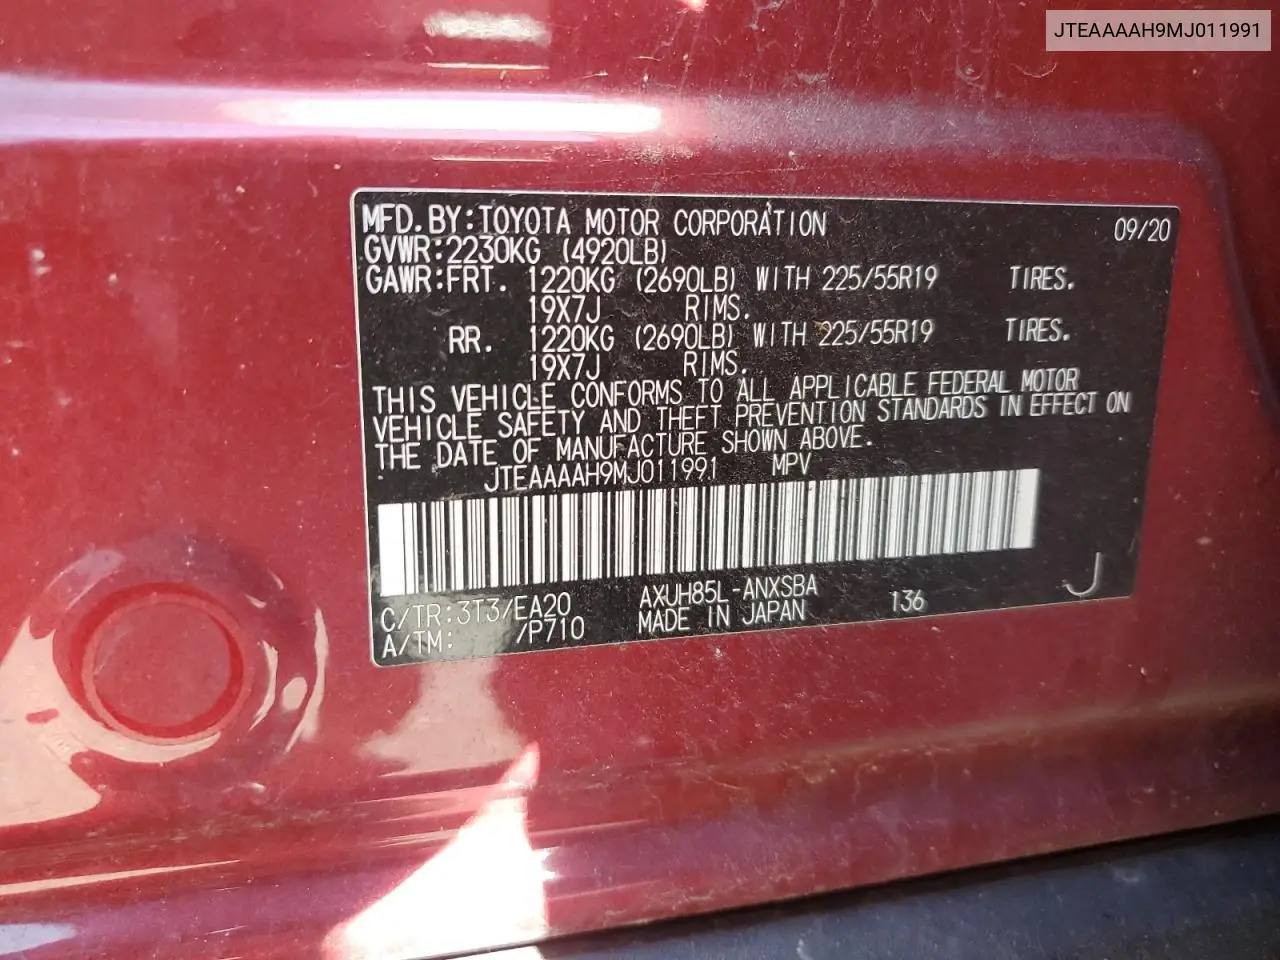 JTEAAAAH9MJ011991
MFD.BY:TOYOTA MOTOR CORPORATION 09/20
GVWR:2230KG (4920LB)
GAWR:FRT. 1220KG (2690LB) WITH 225/55R19 TIRES.
19X7J RIMS.
RR. 1220KG (2690LB) WITH 225/55R19 TIRES.
19X7J RIMS.
THIS VEHICLE CONFORMS TO ALL APPLICABLE FEDERAL MOTOR
VEHICLE SAFETY AND THEFT PREVENTION STANDARDS IN EFFECT ON
THE DATE OF MANUFACTURE SHOWN ABOVE.
JTEAAAAH9MJ011991 MPV
C/TR:3T3/EA20 AXUH85L-ANXSBA 136 J
A/TM: /P710 MADE IN JAPAN